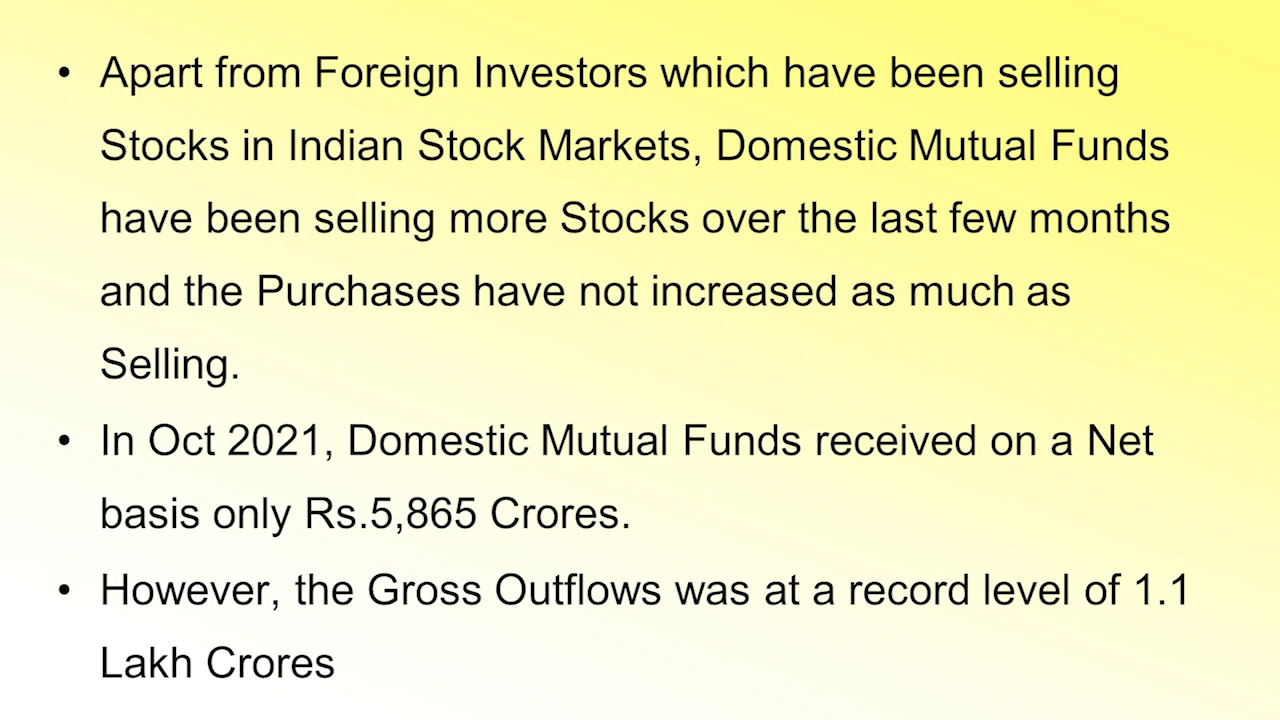 • Apart from Foreign Investors which have been selling
Stocks in Indian Stock Markets, Domestic Mutual Funds
have been selling more Stocks over the last few months
and the Purchases have not increased as much as
Selling.
• In Oct 2021, Domestic Mutual Funds received on a Net
basis only Rs.5,865 Crores.
• However, the Gross Outflows was at a record level of 1.1
Lakh Crores